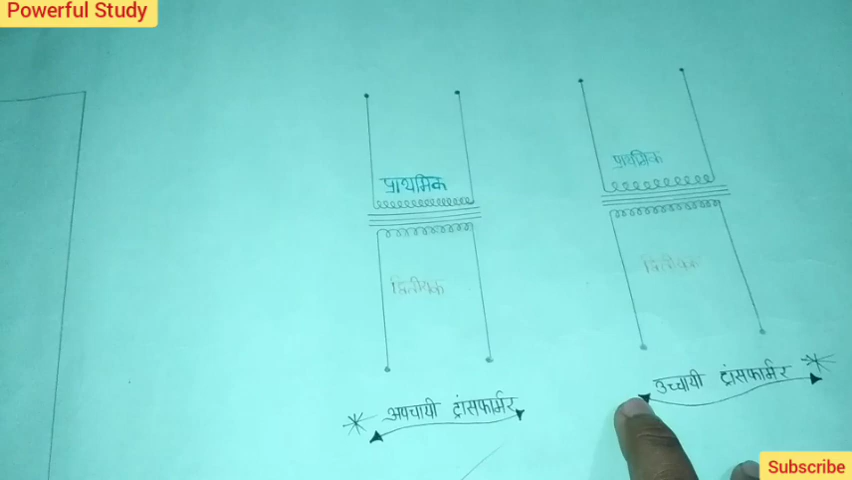 Powerful Study
प्राथमिक
प्राथमिक
द्वितीयक
द्वितीयक
अपचायी ट्रांसफार्मर
उच्चायी ट्रांसफार्मर
Subscribe